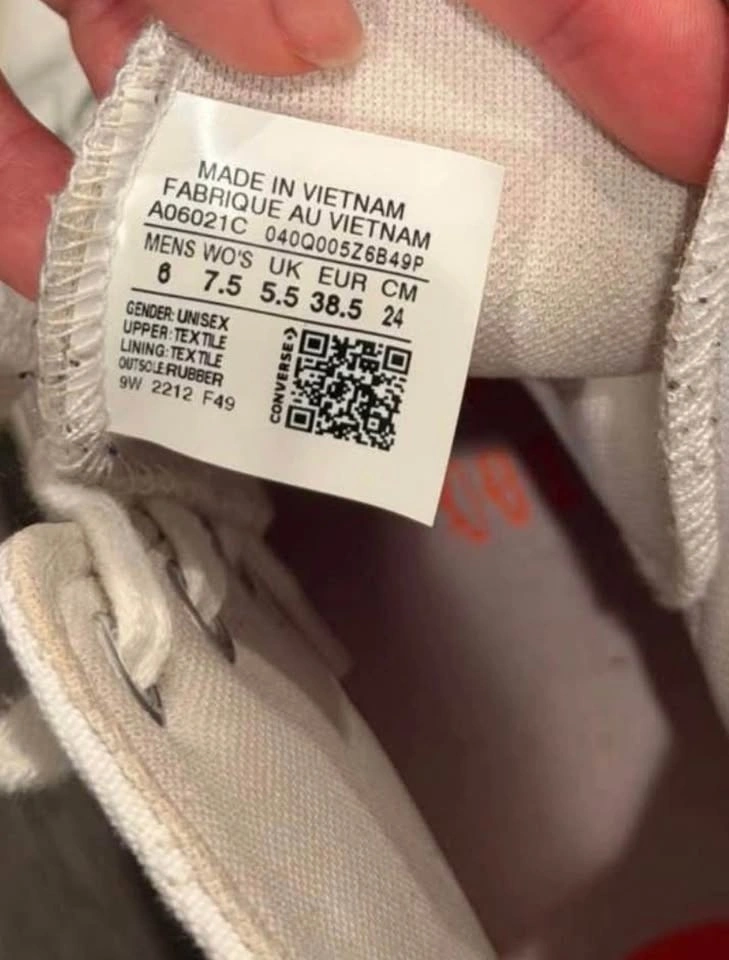 MADE IN VIETNAM
FABRIQUE AU VIETNAM
A06021C 040Q005Z6B49P
MENS WO'S UK EUR CM
6 7.5 5.5 38.5 24
GENDER: UNISEX
UPPER: TEXTILE
LINING: TEXTILE
OUTSOLE:RUBBER
9W 2212 F49
CONVERSE